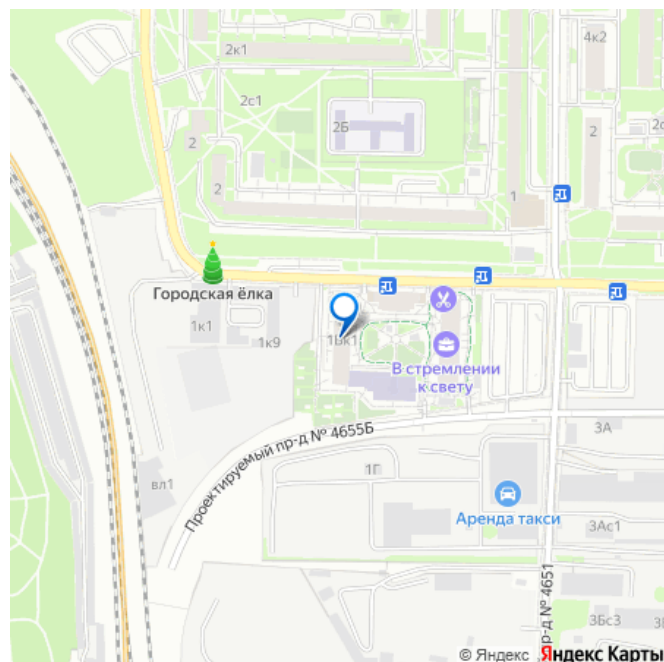 2к1
4к2
2с1
2Б
2
2
2с
2
1
Городская ёлка
1к1
1к9
1Бк1
В стремлении
к свету
Проектируемый пр-д № 4655Б
3А
1Г
вл1
Аренда такси
3Ас1
пр-д № 4651
3Бс3
© Яндекс Яндекс Карты